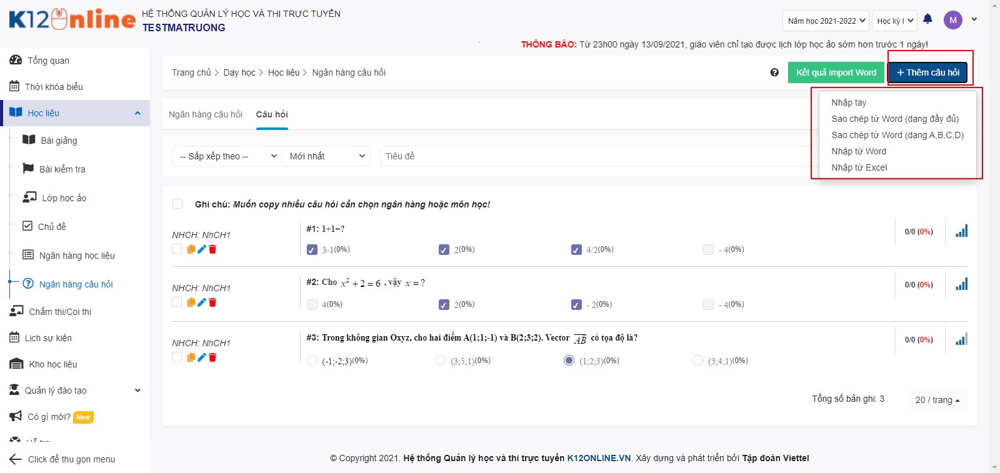 K12Online
HỆ THỐNG QUẢN LÝ HỌC VÀ THI TRỰC TUYẾN
TESTMATRUONG
Năm học 2021-2022
Học kỳ I
M
THÔNG BÁO: Từ 23h00 ngày 13/09/2021, giáo viên chỉ tạo được lịch lớp học ảo sớm hơn trước 1 ngày!
Tổng quan
Thời khóa biểu
Học liệu
Bài giảng
Bài kiểm tra
Lớp học ảo
Chủ đề
Ngân hàng học liệu
Ngân hàng câu hỏi
Chấm thi/Coi thi
Lịch sự kiện
Kho học liệu
Quản lý đào tạo
Có gì mới? New
Click để thu gọn menu
Trang chủ > Dạy học > Học liệu > Ngân hàng câu hỏi
Kết quả import Word
+ Thêm câu hỏi
Nhập tay
Sao chép từ Word (dạng đầy đủ)
Sao chép từ Word (dạng A,B,C,D)
Nhập từ Word
Nhập từ Excel
Ngân hàng câu hỏi
Câu hỏi
-- Sắp xếp theo --
Mới nhất
Tiêu đề
Ghi chú: Muốn copy nhiều câu hỏi cần chọn ngân hàng hoặc môn học!
NHCH: NhCH1
#1: 1+1=?
3-1(0%) 2(0%) 4/2(0%) - 4(0%)
0/0 (0%)
NHCH: NhCH1
#2: Cho x² + 2 = 6 , vậy x = ?
4(0%) 2(0%) - 2(0%) - 4(0%)
0/0 (0%)
NHCH: NhCH1
#3: Trong không gian Oxyz, cho hai điểm A(1;1;-1) và B(2;3;2). Vector AB có tọa độ là?
(-1;-2;3)(0%) (3;5;1)(0%) (1;2;3)(0%) (3;4;1)(0%)
0/0 (0%)
Tổng số bản ghi: 3
20 / trang
© Copyright 2021. Hệ thống Quản lý học và thi trực tuyến K12ONLINE.VN. Xây dựng và phát triển bởi Tập đoàn Viettel